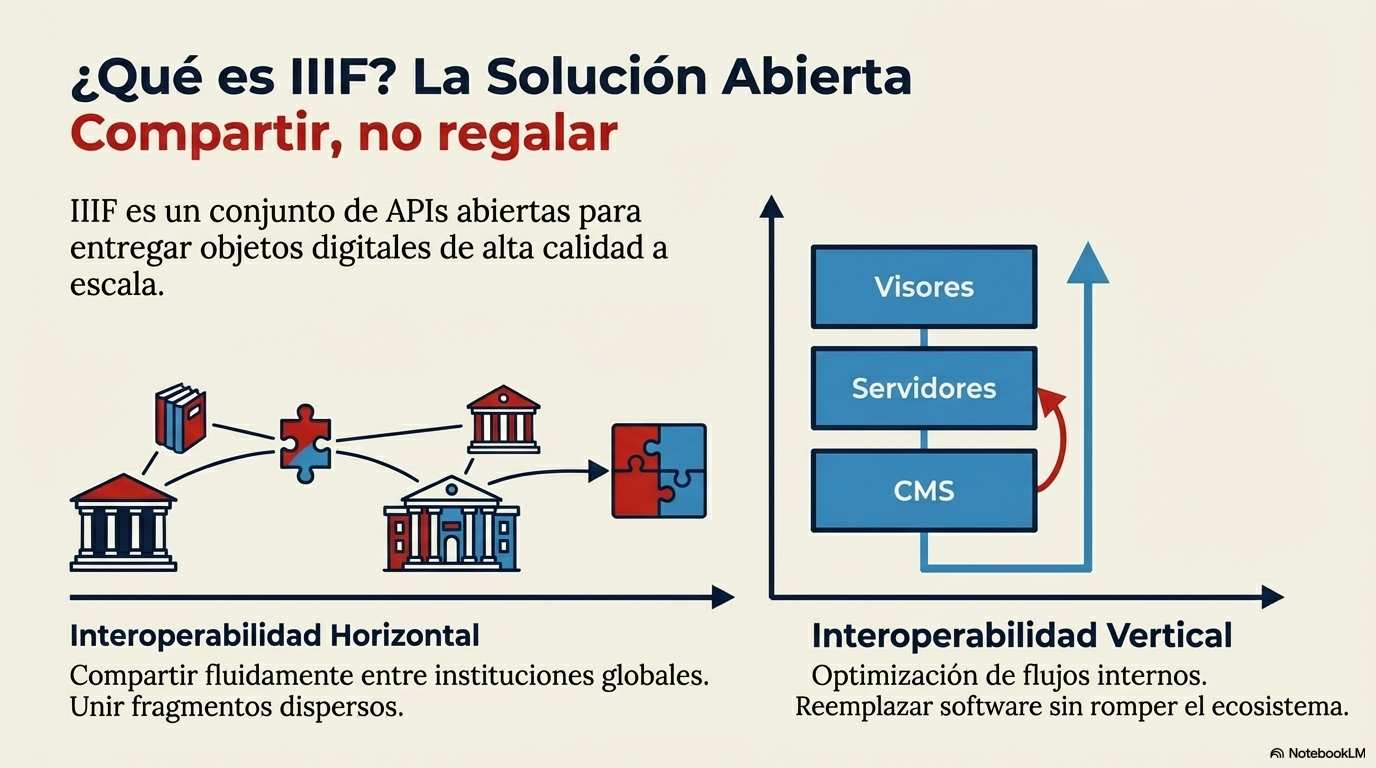 ¿Qué es IIIF? La Solución Abierta
Compartir, no regalar
IIIF es un conjunto de APIs abiertas para
entregar objetos digitales de alta calidad a
escala.
Interoperabilidad Horizontal
Compartir fluidamente entre instituciones globales.
Unir fragmentos dispersos.
Visores
Servidores
CMS
Interoperabilidad Vertical
Optimización de flujos internos.
Reemplazar software sin romper el ecosistema.
NotebookLM